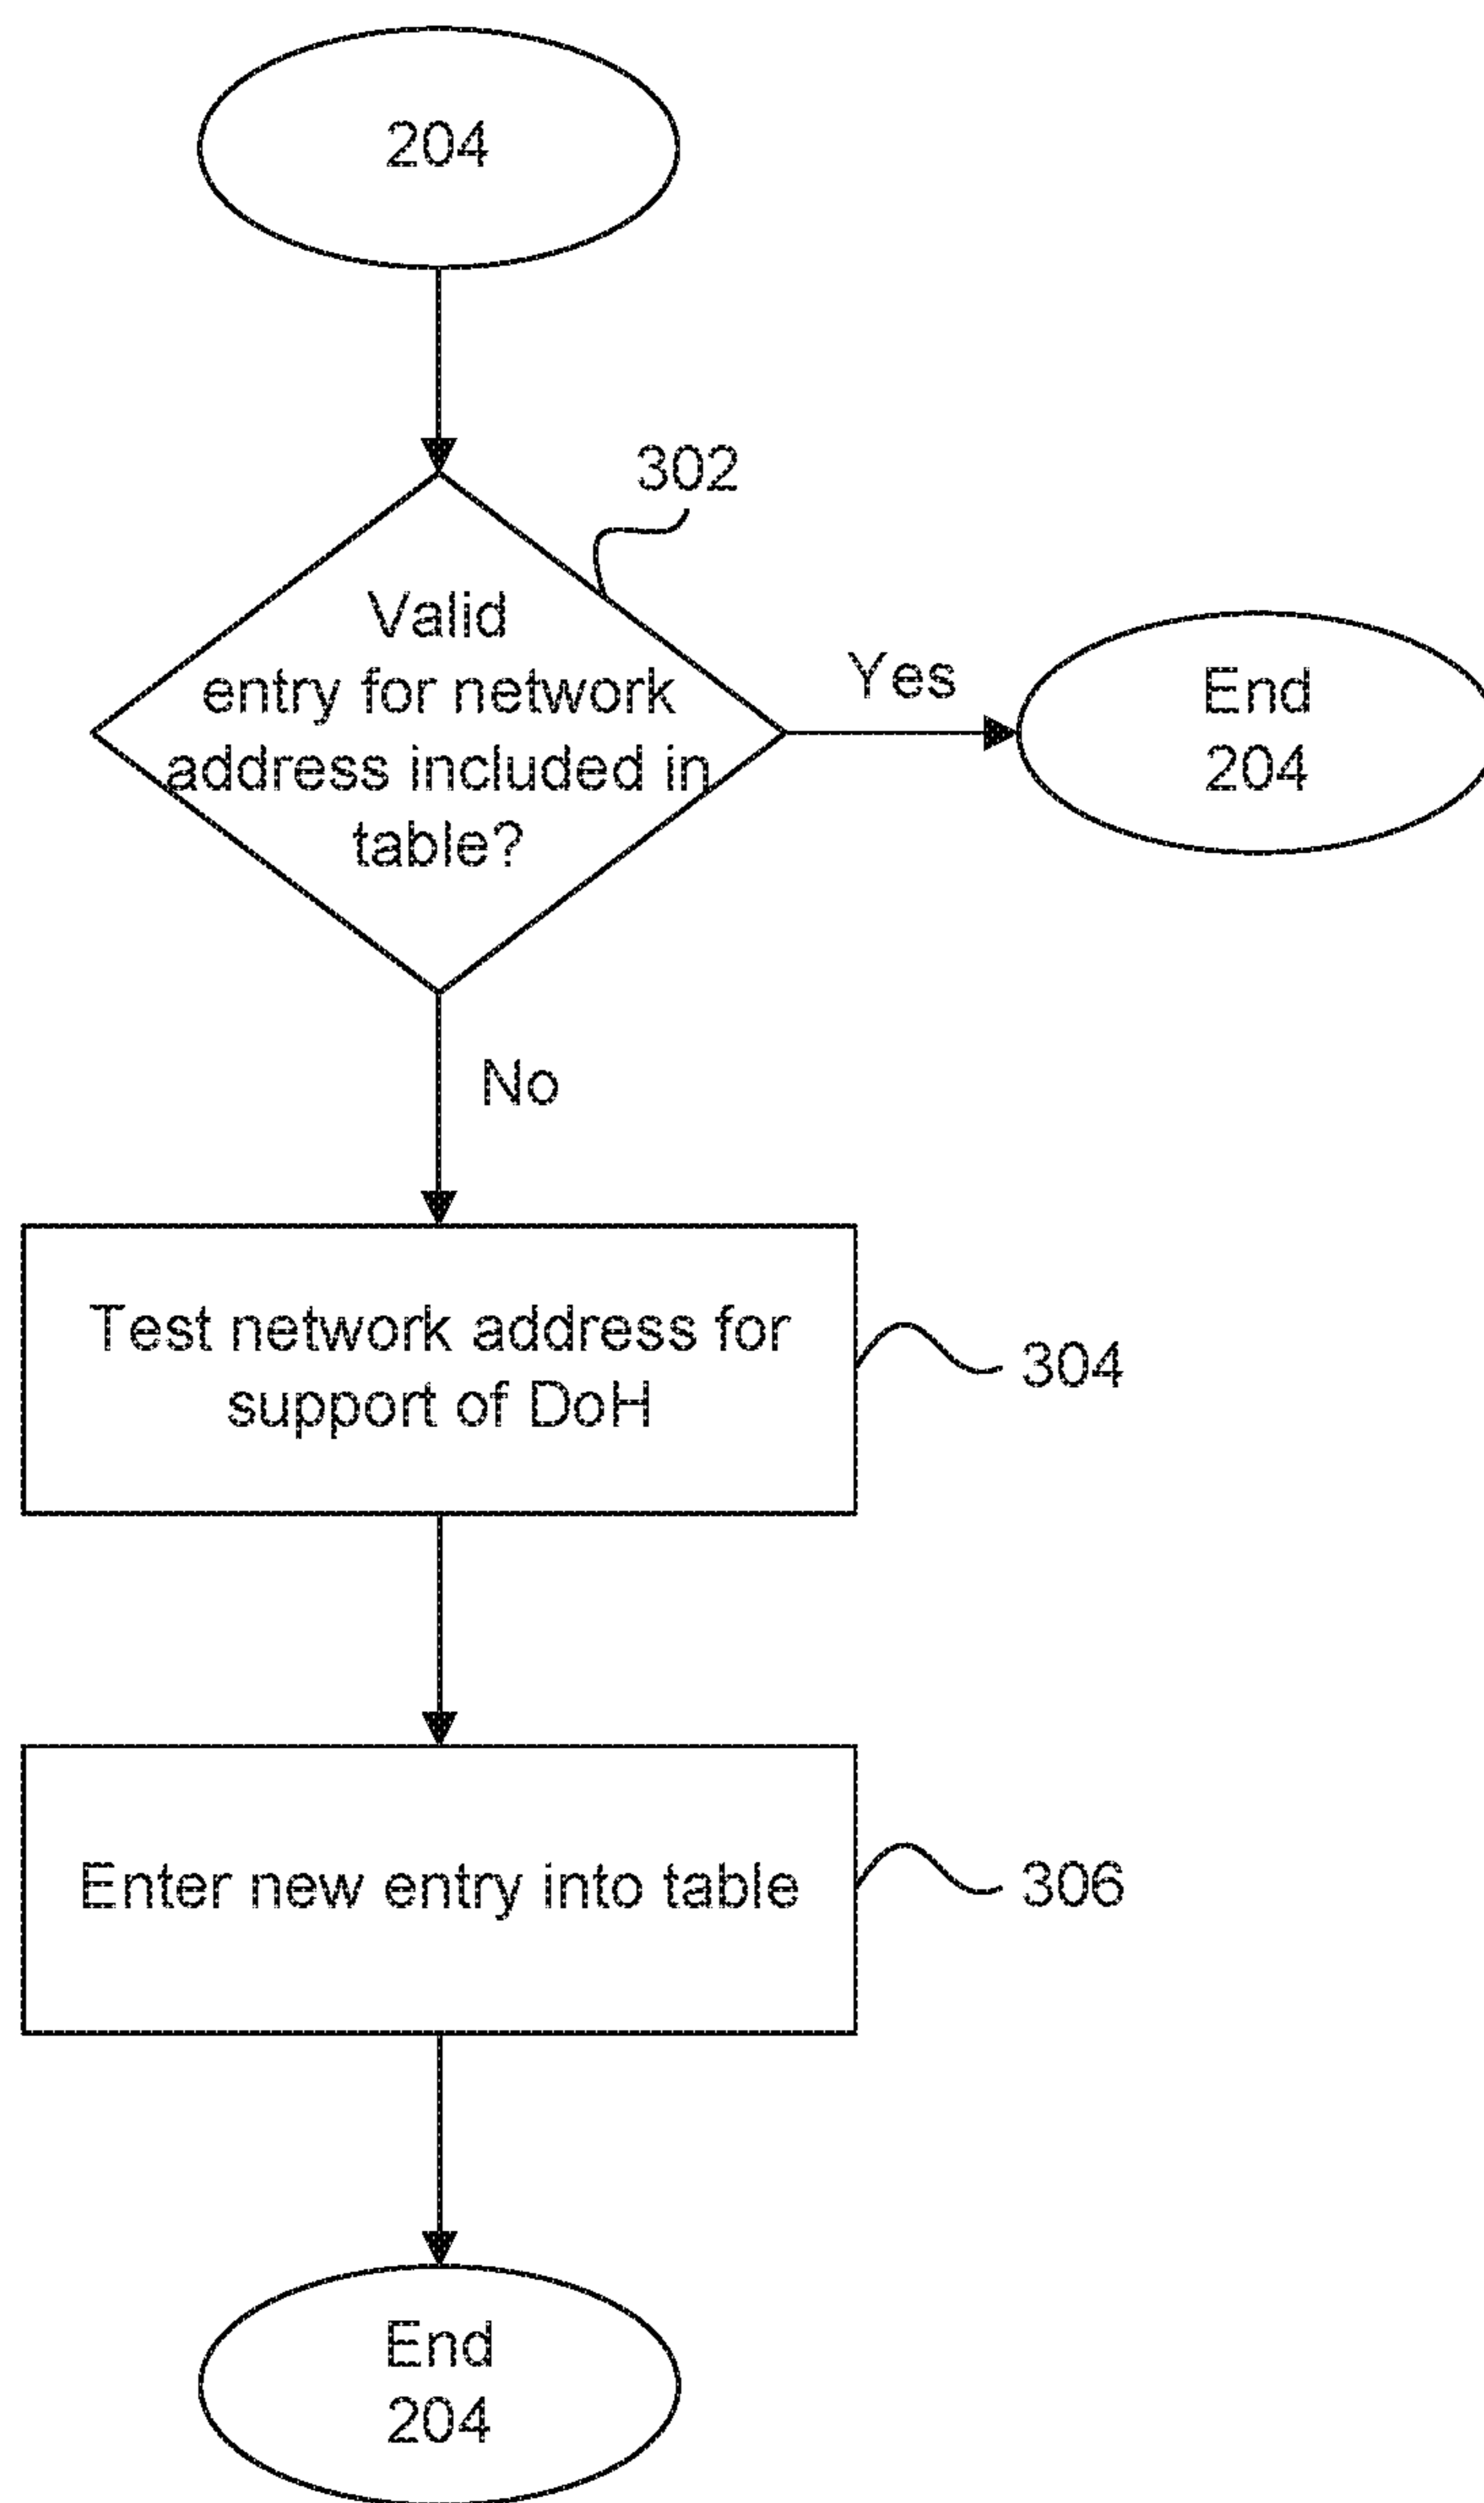 204
302
Valid
entry for network
address included in
table?
Yes
End
204
No
Test network address for
support of DoH
304
Enter new entry into table
306
End
204